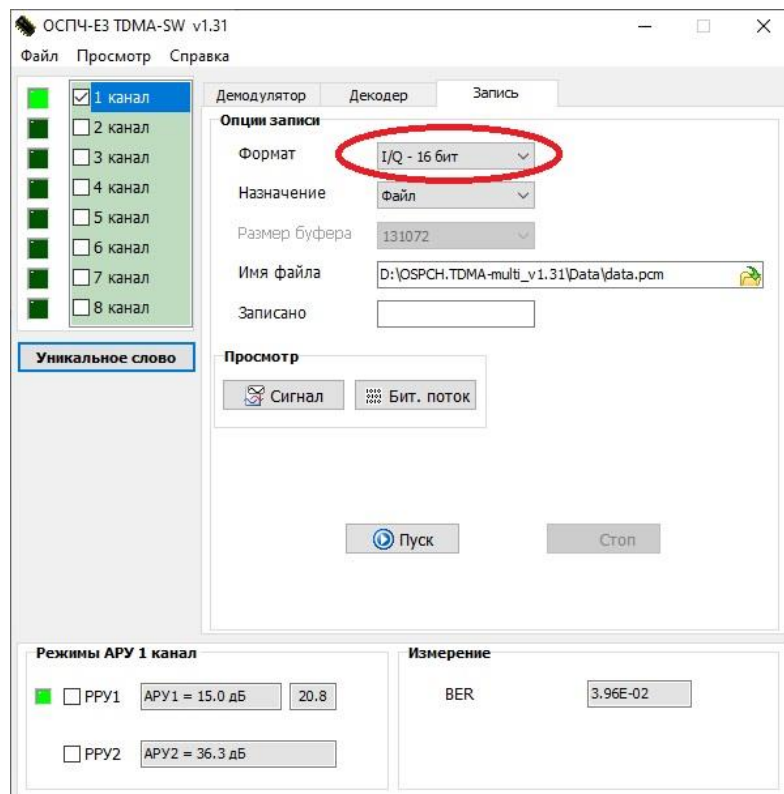 ОСПЧ-ЕЗ TDMA-SW v1.31
Файл Просмотр Справка
1 канал
2 канал
3 канал
4 канал
5 канал
6 канал
7 канал
8 канал
Уникальное слово
Демодулятор Декодер Запись
Опции записи
Формат I/Q - 16 бит
Назначение Файл
Размер буфера 131072
Имя файла D:\OSPCH.TDMA-multi_v1.31\Data\data.pcm
Записано
Просмотр
Сигнал Бит. поток
Пуск Стоп
Режимы АРУ 1 канал
РРУ1 АРУ1 = 15.0 дБ 20.8
РРУ2 АРУ2 = 36.3 дБ
Измерение
BER 3.96E-02